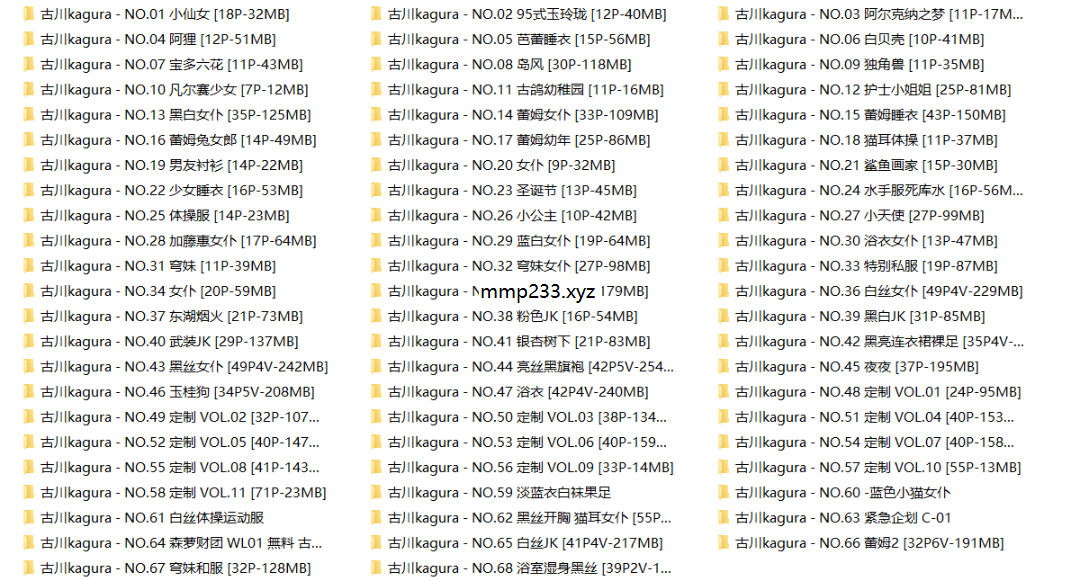 古川kagura - NO.01 小仙女 [18P-32MB] 古川kagura - NO.02 95式玉玲珑 [12P-40MB] 古川kagura - NO.03 阿尔克纳之梦 [11P-17M...
古川kagura - NO.04 阿狸 [12P-51MB] 古川kagura - NO.05 芭蕾睡衣 [15P-56MB] 古川kagura - NO.06 白贝壳 [10P-41MB]
古川kagura - NO.07 宝多六花 [11P-43MB] 古川kagura - NO.08 岛风 [30P-118MB] 古川kagura - NO.09 独角兽 [11P-35MB]
古川kagura - NO.10 凡尔赛少女 [7P-12MB] 古川kagura - NO.11 古鸽幼稚园 [11P-16MB] 古川kagura - NO.12 护士小姐姐 [25P-81MB]
古川kagura - NO.13 黑白女仆 [35P-125MB] 古川kagura - NO.14 蕾姆女仆 [33P-109MB] 古川kagura - NO.15 蕾姆睡衣 [43P-150MB]
古川kagura - NO.16 蕾姆兔女郎 [14P-49MB] 古川kagura - NO.17 蕾姆幼年 [25P-86MB] 古川kagura - NO.18 猫耳体操 [11P-37MB]
古川kagura - NO.19 男友衬衫 [14P-22MB] 古川kagura - NO.20 女仆 [9P-32MB] 古川kagura - NO.21 鲨鱼画家 [15P-30MB]
古川kagura - NO.22 少女睡衣 [16P-53MB] 古川kagura - NO.23 圣诞节 [13P-45MB] 古川kagura - NO.24 水手服死库水 [16P-56M...
古川kagura - NO.25 体操服 [14P-23MB] 古川kagura - NO.26 小公主 [10P-42MB] 古川kagura - NO.27 小天使 [27P-99MB]
古川kagura - NO.28 加藤惠女仆 [17P-64MB] 古川kagura - NO.29 蓝白女仆 [19P-64MB] 古川kagura - NO.30 浴衣女仆 [13P-47MB]
古川kagura - NO.31 穹妹 [11P-39MB] 古川kagura - NO.32 穹妹女仆 [27P-98MB] 古川kagura - NO.33 特别私服 [19P-87MB]
古川kagura - NO.34 女仆 [20P-59MB] 古川kagura - N mmp233.xyz 179MB] 古川kagura - NO.36 白丝女仆 [49P4V-229MB]
古川kagura - NO.37 东湖烟火 [21P-73MB] 古川kagura - NO.38 粉色JK [16P-54MB] 古川kagura - NO.39 黑白JK [31P-85MB]
古川kagura - NO.40 武装JK [29P-137MB] 古川kagura - NO.41 银杏树下 [21P-83MB] 古川kagura - NO.42 黑亮连衣裙裸足 [35P4V-...
古川kagura - NO.43 黑丝女仆 [49P4V-242MB] 古川kagura - NO.44 亮丝黑旗袍 [42P5V-254... 古川kagura - NO.45 夜夜 [37P-195MB]
古川kagura - NO.46 玉桂狗 [34P5V-208MB] 古川kagura - NO.47 浴衣 [42P4V-240MB] 古川kagura - NO.48 定制 VOL.01 [24P-95MB]
古川kagura - NO.49 定制 VOL.02 [32P-107... 古川kagura - NO.50 定制 VOL.03 [38P-134... 古川kagura - NO.51 定制 VOL.04 [40P-153...
古川kagura - NO.52 定制 VOL.05 [40P-147... 古川kagura - NO.53 定制 VOL.06 [40P-159... 古川kagura - NO.54 定制 VOL.07 [40P-158...
古川kagura - NO.55 定制 VOL.08 [41P-143... 古川kagura - NO.56 定制 VOL.09 [33P-14MB] 古川kagura - NO.57 定制 VOL.10 [55P-13MB]
古川kagura - NO.58 定制 VOL.11 [71P-23MB] 古川kagura - NO.59 淡蓝衣白袜果足 古川kagura - NO.60 -蓝色小猫女仆
古川kagura - NO.61 白丝体操运动服 古川kagura - NO.62 黑丝开胸 猫耳女仆 [55P... 古川kagura - NO.63 紧急企划 C-01
古川kagura - NO.64 森萝财团 WL01 無料 古... 古川kagura - NO.65 白丝JK [41P4V-217MB] 古川kagura - NO.66 蕾姆2 [32P6V-191MB]
古川kagura - NO.67 穹妹和服 [32P-128MB] 古川kagura - NO.68 浴室湿身黑丝 [39P2V-1...